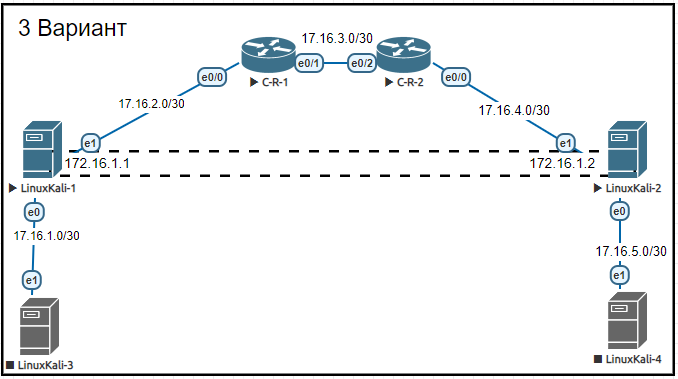 3 Вариант
17.16.3.0/30
e0/1
e0/2
C-R-1
C-R-2
e0/0
e0/0
17.16.2.0/30
17.16.4.0/30
e1
e1
172.16.1.1
172.16.1.2
LinuxKali-1
LinuxKali-2
e0
e0
17.16.1.0/30
17.16.5.0/30
e1
e1
LinuxKali-3
LinuxKali-4